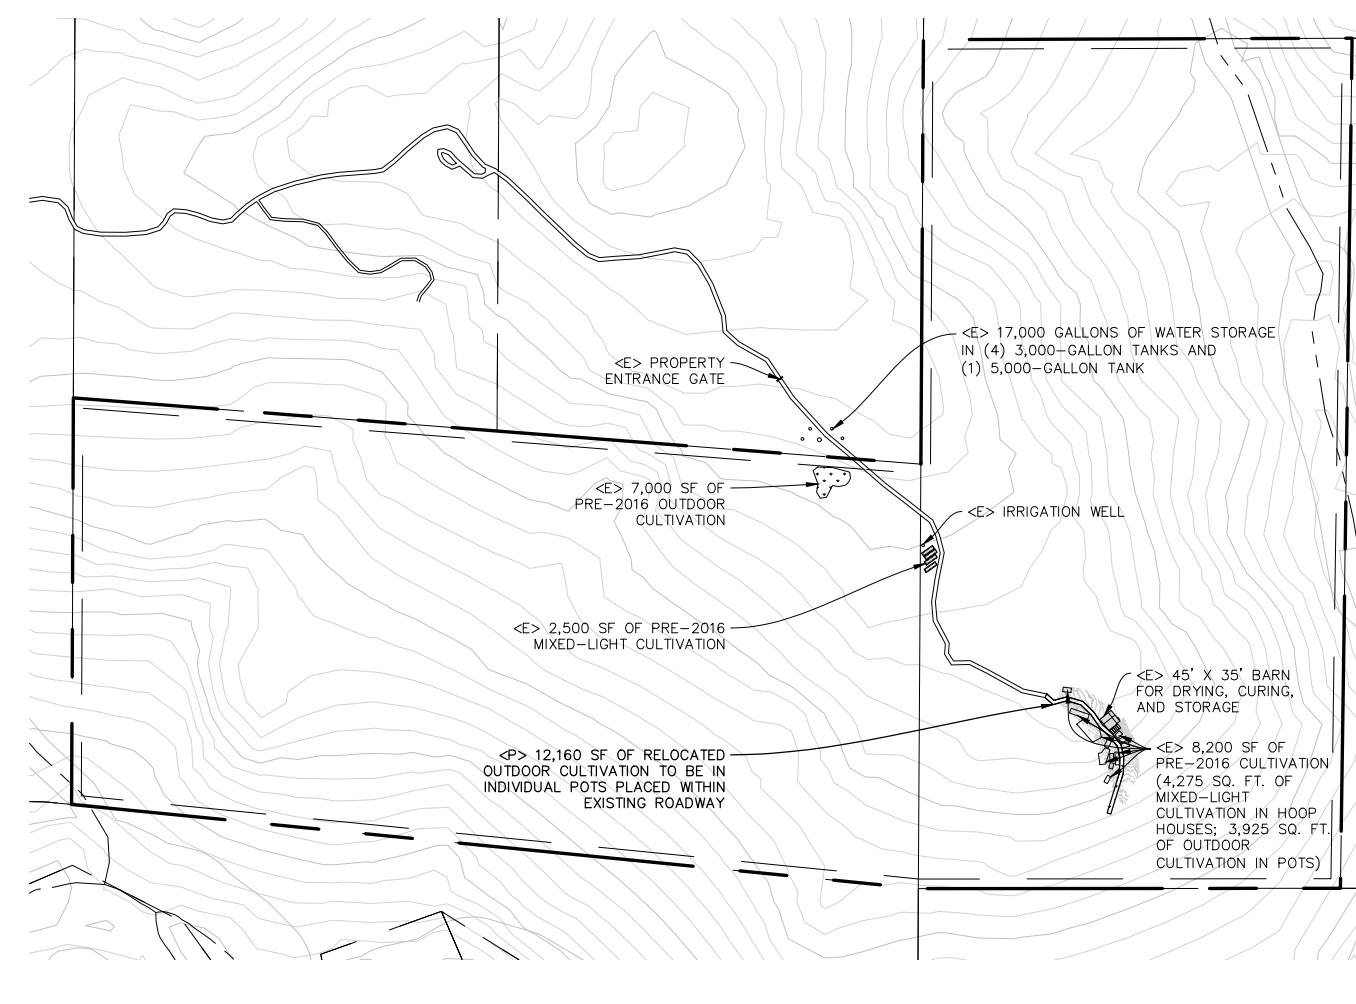 <E> 17,000 GALLONS OF WATER STORAGE
IN (4) 3,000-GALLON TANKS AND
(1) 5,000-GALLON TANK
<E> PROPERTY
ENTRANCE GATE
<E> 7,000 SF OF
PRE-2016 OUTDOOR
CULTIVATION
<E> IRRIGATION WELL
<E> 2,500 SF OF PRE-2016
MIXED-LIGHT CULTIVATION
<E> 45' X 35' BARN
FOR DRYING, CURING,
AND STORAGE
<P> 12,160 SF OF RELOCATED
OUTDOOR CULTIVATION TO BE IN
INDIVIDUAL POTS PLACED WTHIN
EXISTING ROADWAY
<E> 8,200 SF OF
PRE-2016 CULTIVATION
(4,275 SQ. FT. OF
MIXED-LIGHT
CULTIVATION IN HOOP
HOUSES; 3,925 SQ. FT.
OF OUTDOOR
CULTIVATION IN POTS)